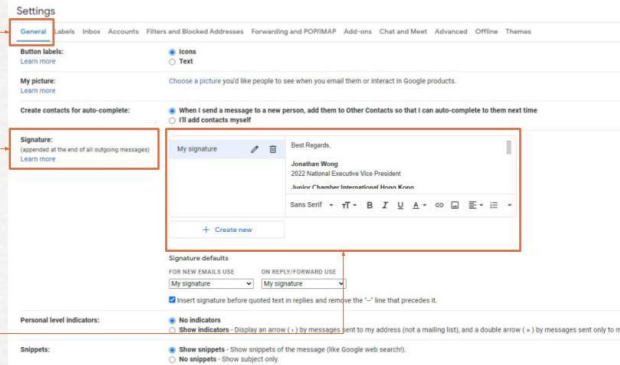 Settings
General Labels Inbox Accounts Filters and Blocked Addresses Forwarding and POP/IMAP Add-ons Chat and Meet Advanced Offline Themes
Button labels:
Learn more
Icons
Text
My picture:
Learn more
Choose a picture you'd like people to see when you email them or interact in Google products.
Create contacts for auto-complete:
When I send a message to a new person, add them to Other Contacts so that I can auto-complete to them next time
I'll add contacts myself
Signature:
(appended at the end of all outgoing messages)
Learn more
My signature
Best Regards,
Jonathan Wong
2022 National Executive Vice President
Junior Chamber International Hong Kong
Sans Serif
+ Create new
Signature defaults
FOR NEW EMAILS USE ON REPLY/FORWARD USE
My signature My signature
Insert signature before quoted text in replies and remove the "--" line that precedes it.
Personal level indicators:
No indicators
Show indicators - Display an arrow ( › ) by messages sent to my address (not a mailing list), and a double arrow ( » ) by messages sent only to m
Snippets:
Show snippets - Show snippets of the message (like Google web search!).
No snippets - Show subject only.